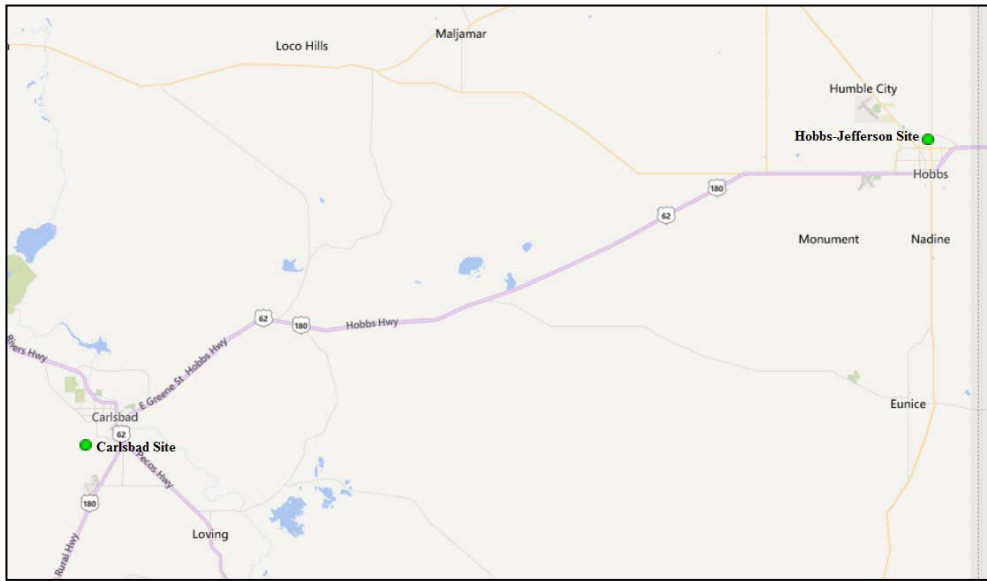 Maljamar
Loco Hills
Humble City
Hobbs-Jefferson Site
Hobbs
180
62
Monument
Nadine
62
180
Hobbs Hwy
Rivers Hwy
E Greene St Hobbs Hwy
Carlsbad
62
Carlsbad Site
Pecos Hwy
Eunice
180
Loving
Rural Hwy